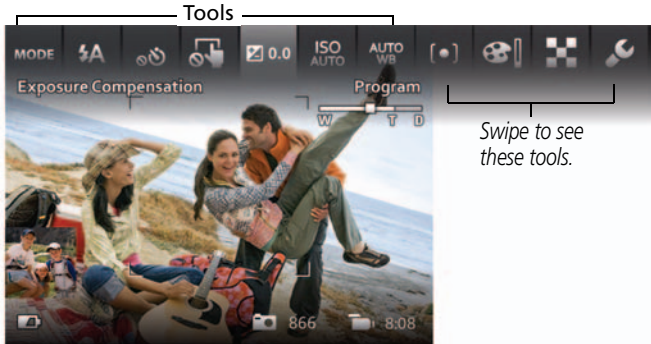 Tools
MODE ⚡A 0.0 ISO AUTO AUTO WB
Exposure Compensation Program
W T D
Swipe to see
these tools.
866 8:08